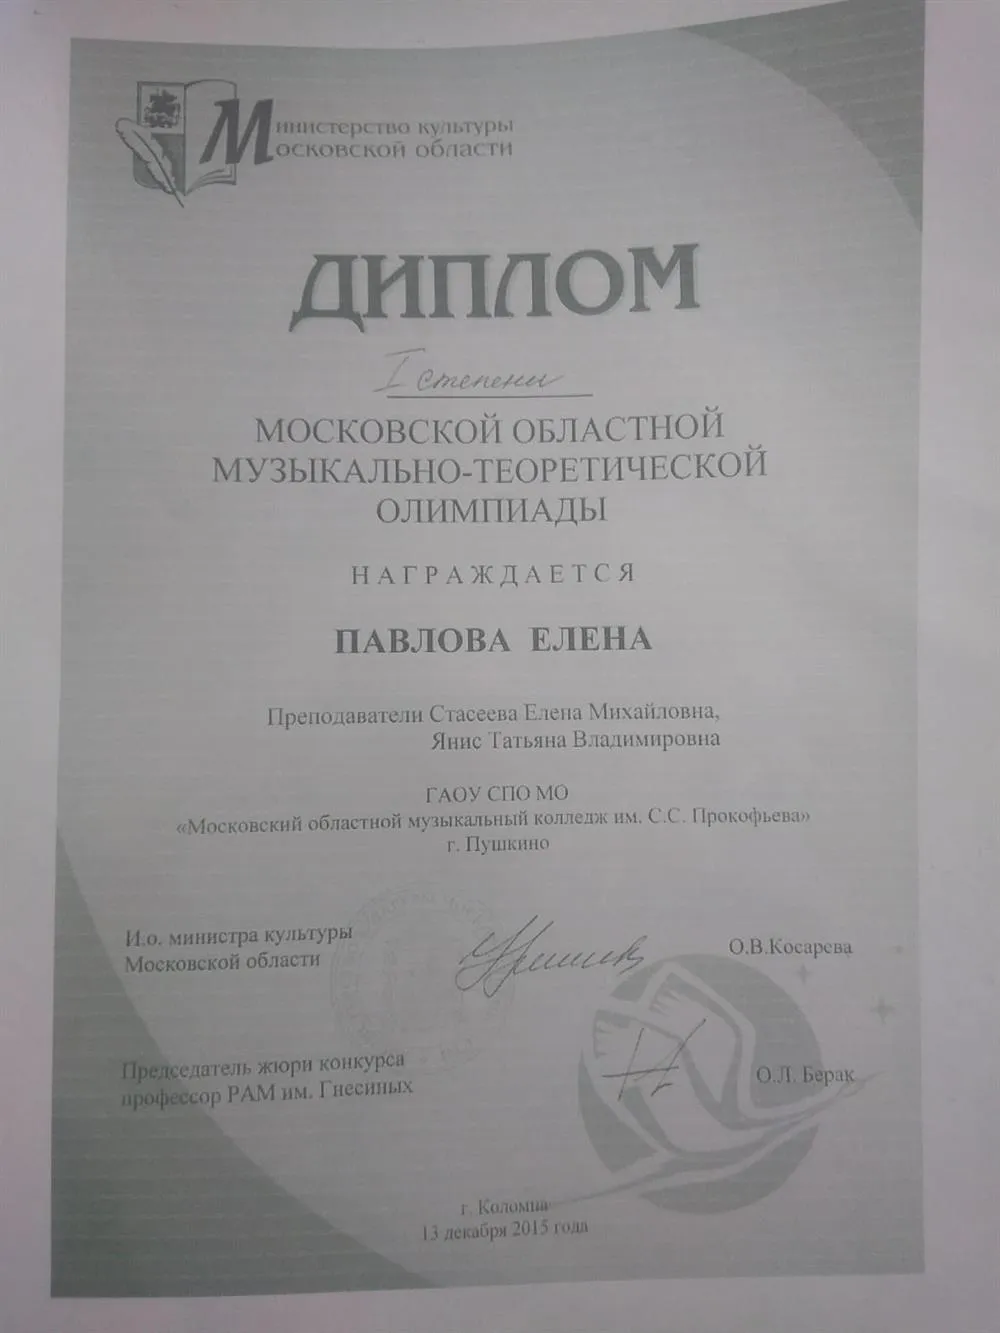 Министерство культуры
Московской области
ДИПЛОМ
I степени
МОСКОВСКОЙ ОБЛАСТНОЙ
МУЗЫКАЛЬНО-ТЕОРЕТИЧЕСКОЙ
ОЛИМПИАДЫ
НАГРАЖДАЕТСЯ
ПАВЛОВА ЕЛЕНА
Преподаватели Стасеева Елена Михайловна,
Янис Татьяна Владимировна
ГАОУ СПО МО
«Московский областной музыкальный колледж им. С.С. Прокофьева»
г. Пушкино
И.о. министра культуры
Московской области
О.В.Косарева
Председатель жюри конкурса
профессор РАМ им. Гнесиных
О.Л. Берак
г. Коломна
13 декабря 2015 года